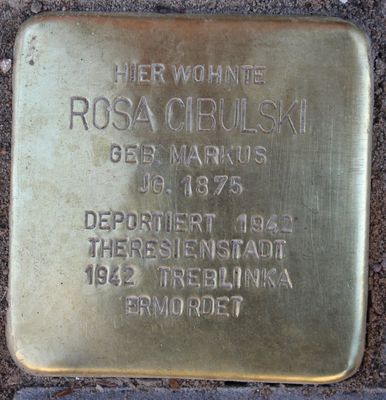 HIER WOHNTE
ROSA CIBULSKI
GEB. MARKUS
JG. 1875
DEPORTIERT 1942
THERESIENSTADT
1942 TREBLINKA
ERMORDET